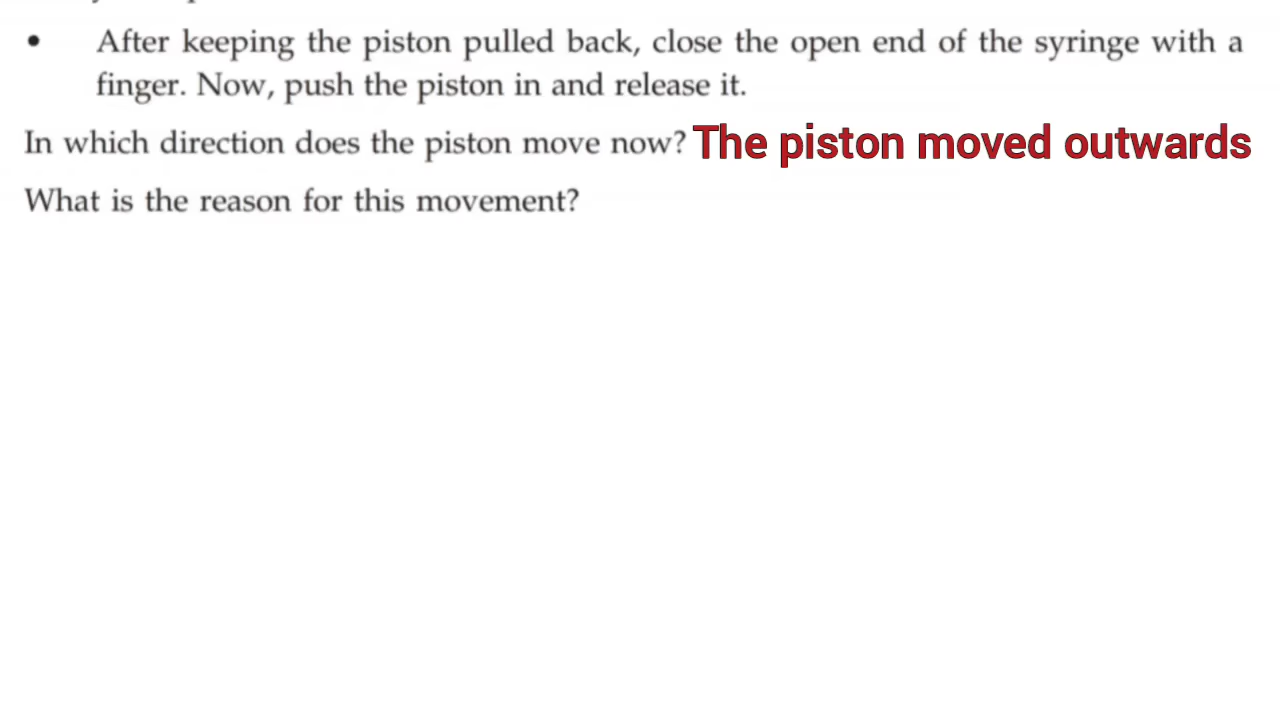 • After keeping the piston pulled back, close the open end of the syringe with a
finger. Now, push the piston in and release it.
In which direction does the piston move now? The piston moved outwards
What is the reason for this movement?